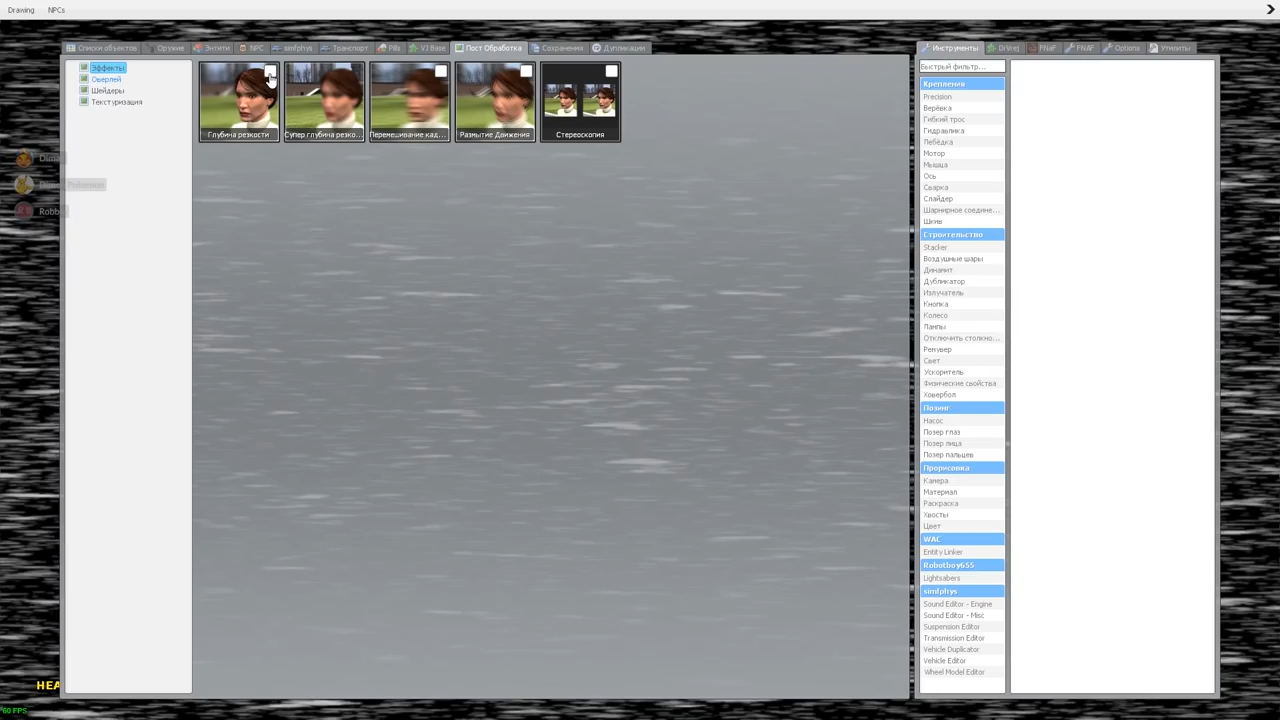 Drawing NPCs
Списки объектов Оружие Энтити NPC simfphys Транспорт Pills VJ Base Пост Обработка Сохранения Дупликации
Инструменты DrVrej FNaF FNAF Options Утилиты
Эффекты
Оверлей
Шейдеры
Текстуризация
Глубина резкости
Супер глубина резко...
Перемешивание кад...
Размытие Движения
Стереоскопия
Pokemon
Robb
HEA
60 FPS
Быстрый фильтр...
Крепления
Precision
Верёвка
Гибкий трос
Гидравлика
Лебёдка
Мотор
Мышца
Ось
Сварка
Слайдер
Шарнирное соедине...
Шкив
Строительство
Stacker
Воздушные шары
Динамит
Дубликатор
Излучатель
Кнопка
Колесо
Лампы
Отключить столкно...
Ремувер
Свет
Ускоритель
Физические свойства
Ховербол
Позинг
Насос
Позер глаз
Позер лица
Позер пальцев
Прорисовка
Камера
Материал
Раскраска
Хвосты
Цвет
WAC
Entity Linker
Robotboy655
Lightsabers
simfphys
Sound Editor - Engine
Sound Editor - Misc
Suspension Editor
Transmission Editor
Vehicle Duplicator
Vehicle Editor
Wheel Model Editor